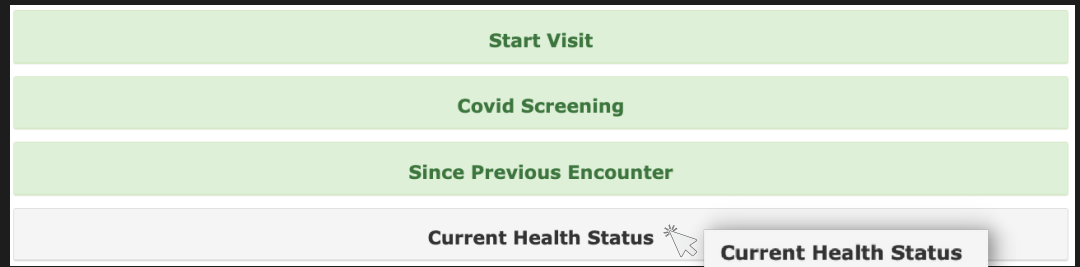 Start Visit
Covid Screening
Since Previous Encounter
Current Health Status
Current Health Status